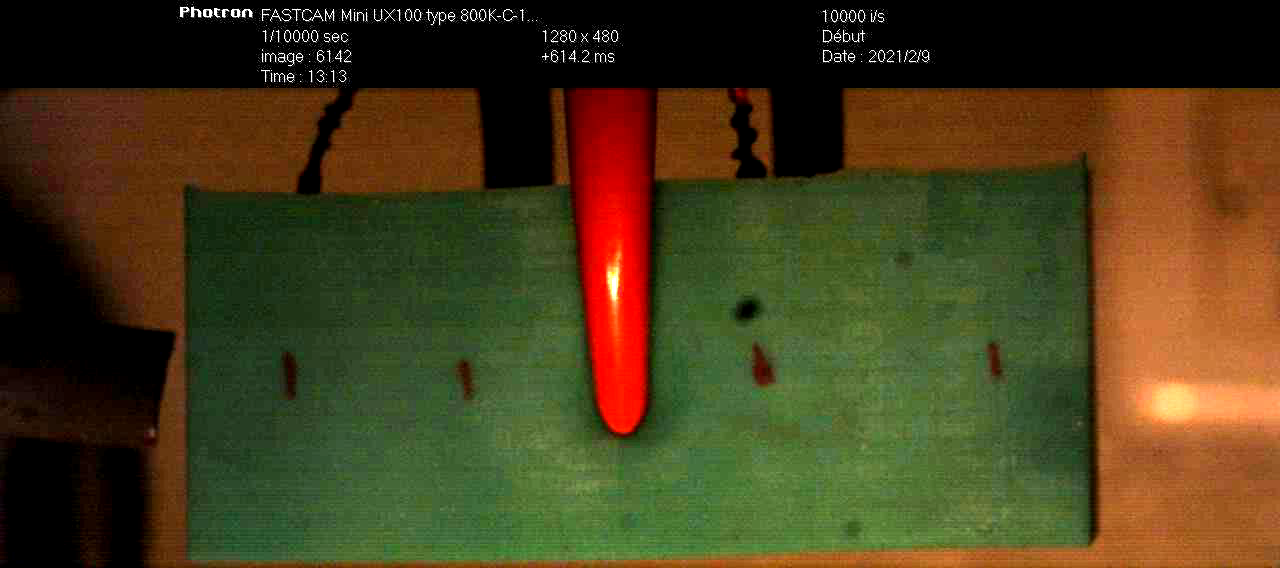 Photron FASTCAM Mini UX100 type 800K-C-1...
1/10000 sec
image : 6142
Time : 13:13
1280 x 480
+614.2 ms
10000 i/s
Début
Date : 2021/2/9